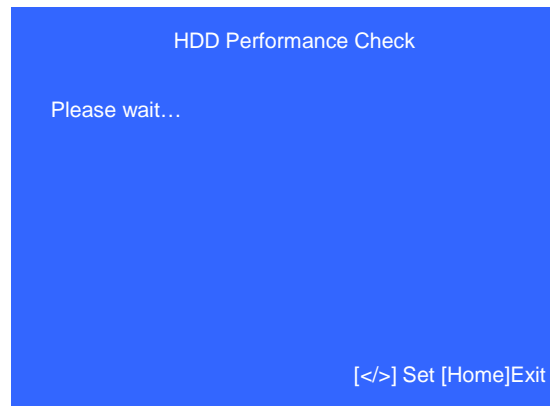 HDD Performance Check
Please wait…
[</>] Set [Home]Exit